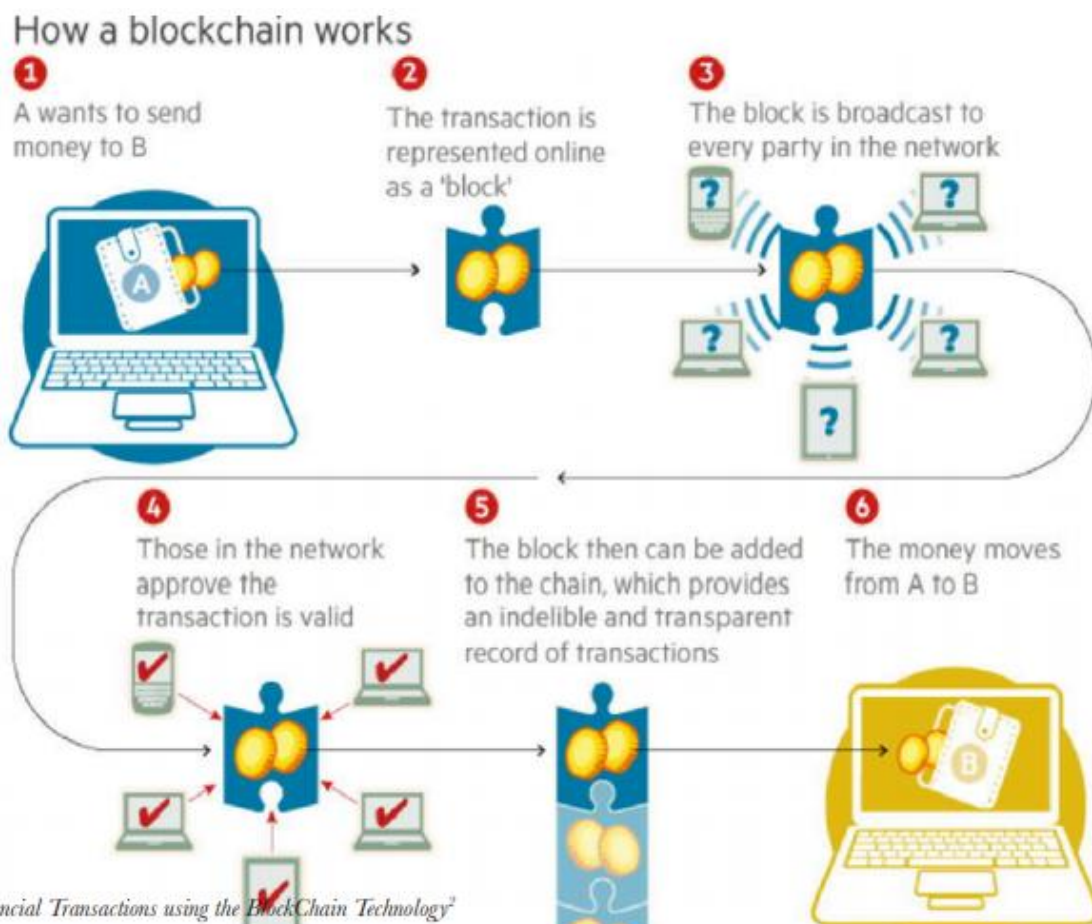 How a blockchain works
1
A wants to send
money to B
2
The transaction is
represented online
as a 'block'
3
The block is broadcast to
every party in the network
?
?
?
?
?
A
4
Those in the network
approve the
transaction is valid
5
The block then can be added
to the chain, which provides
an indelible and transparent
record of transactions
6
The money moves
from A to B
B
ncial Transactions using the BlockChain Technology²